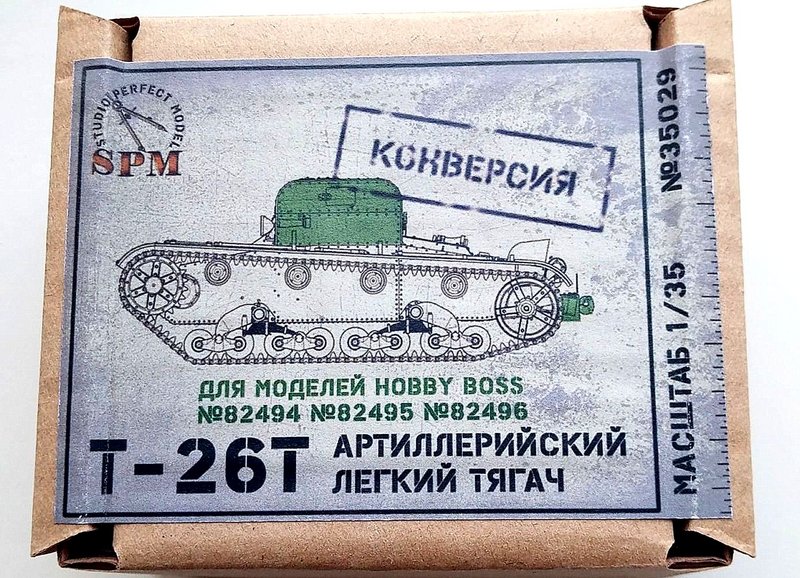 STUDIO PERFECT MODEL
SPM
КОНВЕРСИЯ
ДЛЯ МОДЕЛЕЙ HOBBY BOSS
№82494 №82495 №82496
Т-26Т
АРТИЛЛЕРИЙСКИЙ
ЛЕГКИЙ ТЯГАЧ
МАСШТАБ 1/35
№35029